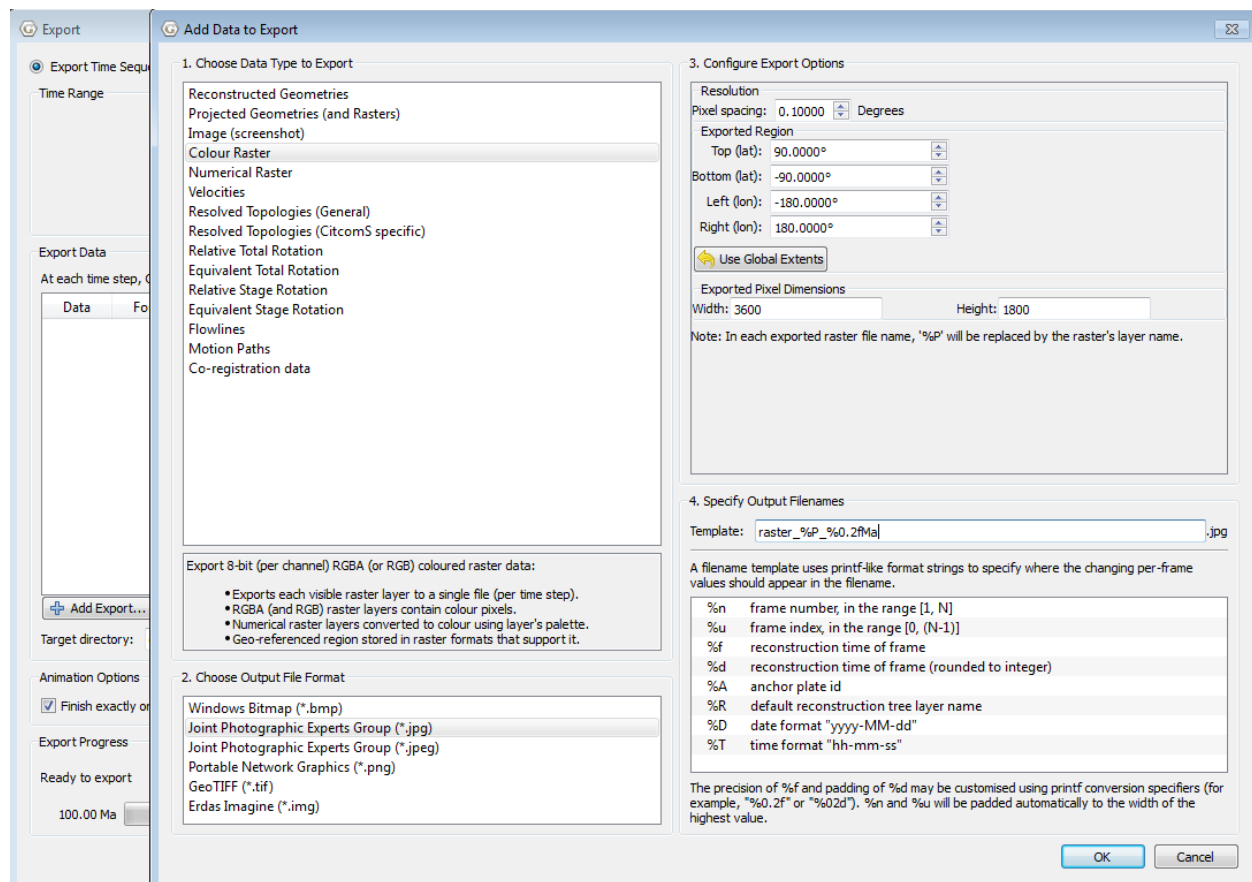 Export
Export Time Sequ
Time Range
Export Data
At each time step, G
Data Fo
Add Export...
Target directory:
Animation Options
Finish exactly or
Export Progress
Ready to export
100.00 Ma
Add Data to Export
1. Choose Data Type to Export
Reconstructed Geometries
Projected Geometries (and Rasters)
Image (screenshot)
Colour Raster
Numerical Raster
Velocities
Resolved Topologies (General)
Resolved Topologies (CitcomS specific)
Relative Total Rotation
Equivalent Total Rotation
Relative Stage Rotation
Equivalent Stage Rotation
Flowlines
Motion Paths
Co-registration data
Export 8-bit (per channel) RGBA (or RGB) coloured raster data:
• Exports each visible raster layer to a single file (per time step).
• RGBA (and RGB) raster layers contain colour pixels.
• Numerical raster layers converted to colour using layer's palette.
• Geo-referenced region stored in raster formats that support it.
2. Choose Output File Format
Windows Bitmap (*.bmp)
Joint Photographic Experts Group (*.jpg)
Joint Photographic Experts Group (*.jpeg)
Portable Network Graphics (*.png)
GeoTIFF (*.tif)
Erdas Imagine (*.img)
3. Configure Export Options
Resolution
Pixel spacing: 0.10000 Degrees
Exported Region
Top (lat): 90.0000°
Bottom (lat): -90.0000°
Left (lon): -180.0000°
Right (lon): 180.0000°
Use Global Extents
Exported Pixel Dimensions
Width: 3600 Height: 1800
Note: In each exported raster file name, '%P' will be replaced by the raster's layer name.
4. Specify Output Filenames
Template: raster_%P_%0.2fMa .jpg
A filename template uses printf-like format strings to specify where the changing per-frame
values should appear in the filename.
%n frame number, in the range [1, N]
%u frame index, in the range [0, (N-1)]
%f reconstruction time of frame
%d reconstruction time of frame (rounded to integer)
%A anchor plate id
%R default reconstruction tree layer name
%D date format "yyyy-MM-dd"
%T time format "hh-mm-ss"
The precision of %f and padding of %d may be customised using printf conversion specifiers (for
example, "%0.2f" or "%02d"). %n and %u will be padded automatically to the width of the
highest value.
OK Cancel